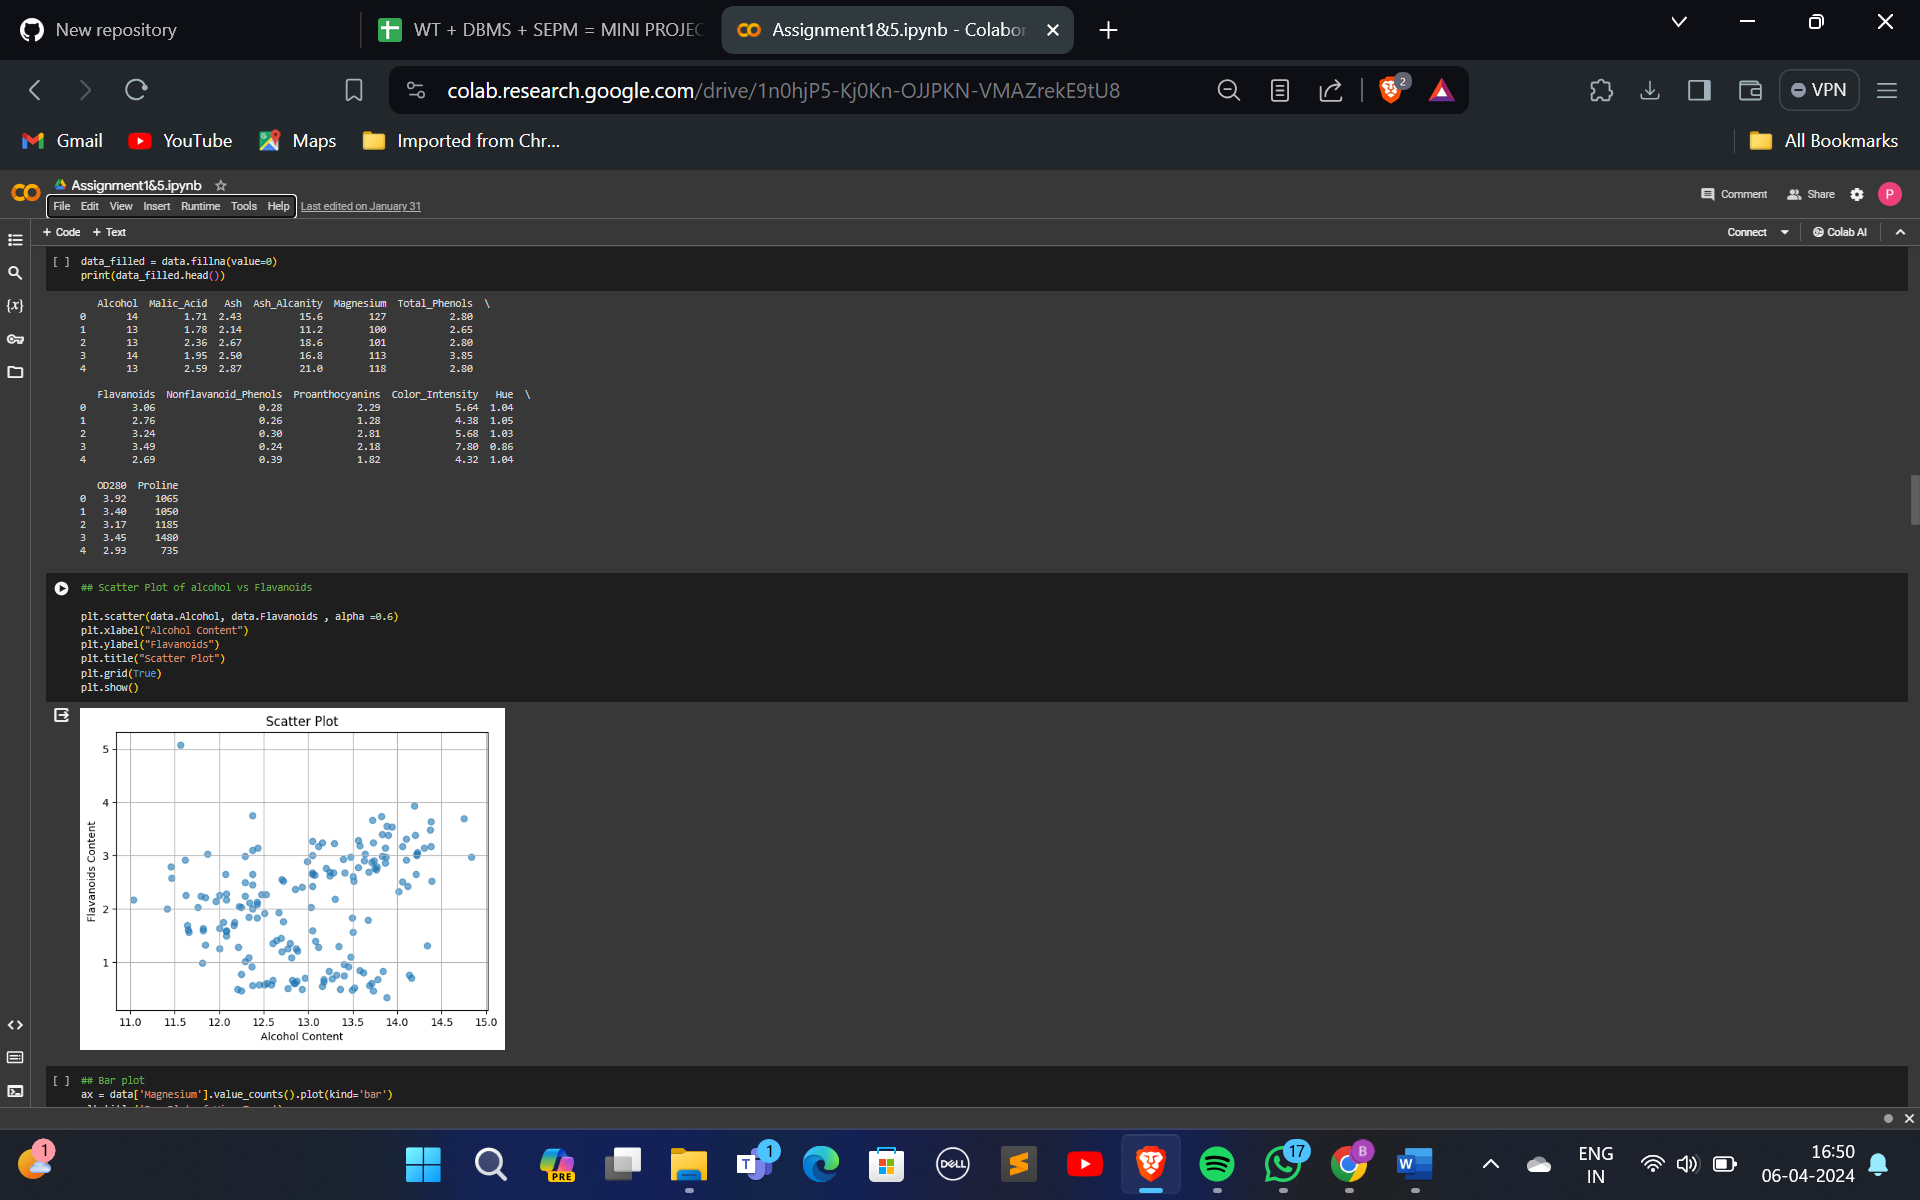 New repository
WT + DBMS + SEPM = MINI PROJEC
Assignment1&5.ipynb - Colabor
colab.research.google.com/drive/1n0hjP5-Kj0Kn-OJJPKN-VMAZrekE9tU8
2
VPN
Gmail
YouTube
Maps
Imported from Chr...
All Bookmarks
Assignment1&5.ipynb
File Edit View Insert Runtime Tools Help Last edited on January 31
Comment
Share
P
+ Code + Text
Connect
Colab AI
[ ] data_filled = data.fillna(value=0)
print(data_filled.head())
Alcohol Malic_Acid Ash Ash_Alcanity Magnesium Total_Phenols \
0 14 1.71 2.43 15.6 127 2.80
1 13 1.78 2.14 11.2 100 2.65
2 13 2.36 2.67 18.6 101 2.80
3 14 1.95 2.50 16.8 113 3.85
4 13 2.59 2.87 21.0 118 2.80
Flavanoids Nonflavanoid_Phenols Proanthocyanins Color_Intensity Hue \
0 3.06 0.28 2.29 5.64 1.04
1 2.76 0.26 1.28 4.38 1.05
2 3.24 0.30 2.81 5.68 1.03
3 3.49 0.24 2.18 7.80 0.86
4 2.69 0.39 1.82 4.32 1.04
OD280 Proline
0 3.92 1065
1 3.40 1050
2 3.17 1185
3 3.45 1480
4 2.93 735
## Scatter Plot of alcohol vs Flavanoids
plt.scatter(data.Alcohol, data.Flavanoids , alpha =0.6)
plt.xlabel("Alcohol Content")
plt.ylabel("Flavanoids")
plt.title("Scatter Plot")
plt.grid(True)
plt.show()
Scatter Plot
5
4
3
2
1
Flavanoids Content
11.0 11.5 12.0 12.5 13.0 13.5 14.0 14.5 15.0
Alcohol Content
[ ] ## Bar plot
ax = data['Magnesium'].value_counts().plot(kind='bar')
1
PRE
1
DELL
17
B
ENG
IN
16:50
06-04-2024